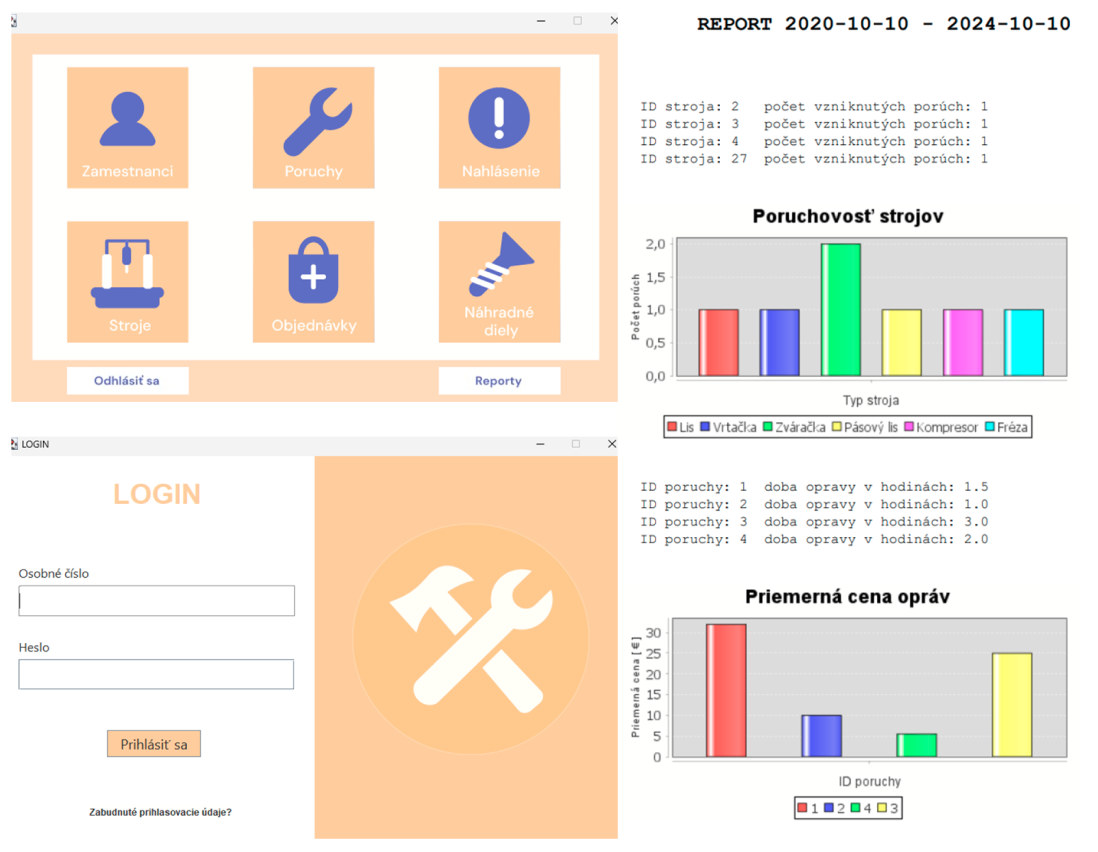 Zamestnanci
Poruchy
Nahlásenie
Stroje
Objednávky
Náhradné
diely
Odhlásiť sa
Reporty
LOGIN
LOGIN
Osobné číslo
Heslo
Prihlásiť sa
Zabudnuté prihlasovacie údaje?
REPORT 2020-10-10 - 2024-10-10
ID stroja: 2 počet vzniknutých porúch: 1
ID stroja: 3 počet vzniknutých porúch: 1
ID stroja: 4 počet vzniknutých porúch: 1
ID stroja: 27 počet vzniknutých porúch: 1
Poruchovosť strojov
Počet porúch
2,0
1,5
1,0
0,5
0,0
Typ stroja
Lis Vrtačka Zváračka Pásový lis Kompresor Fréza
ID poruchy: 1 doba opravy v hodinách: 1.5
ID poruchy: 2 doba opravy v hodinách: 1.0
ID poruchy: 3 doba opravy v hodinách: 3.0
ID poruchy: 4 doba opravy v hodinách: 2.0
Priemerná cena opráv
Priemerná cena [€]
30
25
20
15
10
5
0
ID poruchy
1 2 4 3